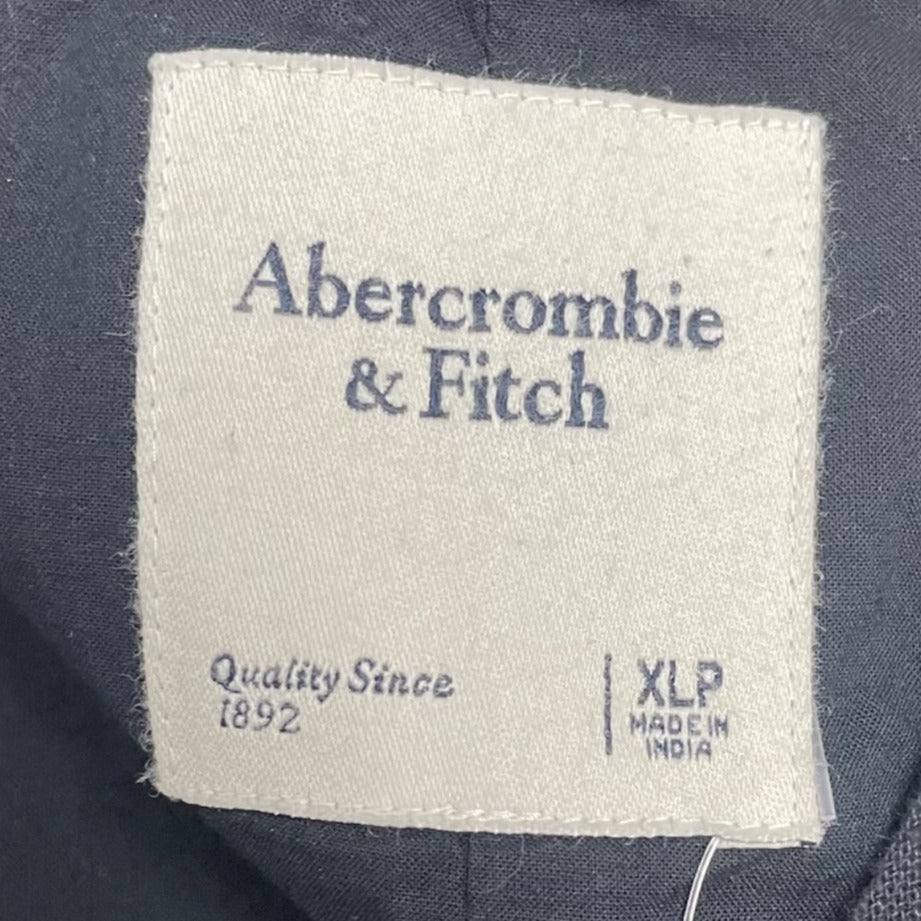 Abercrombie
& Fitch
Quality Since
1892
XLP
MADE IN
INDIA